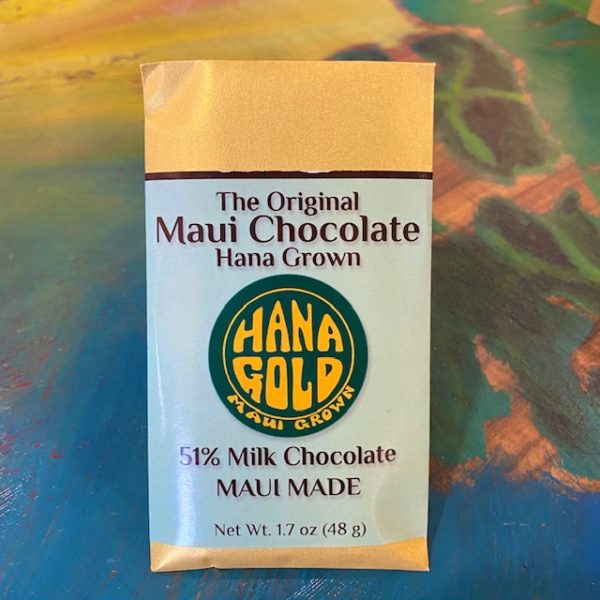 The Original
Maui Chocolate
Hana Grown
HANA
GOLD
MAUI GROWN
51% Milk Chocolate
MAUI MADE
Net Wt. 1.7 oz (48 g)